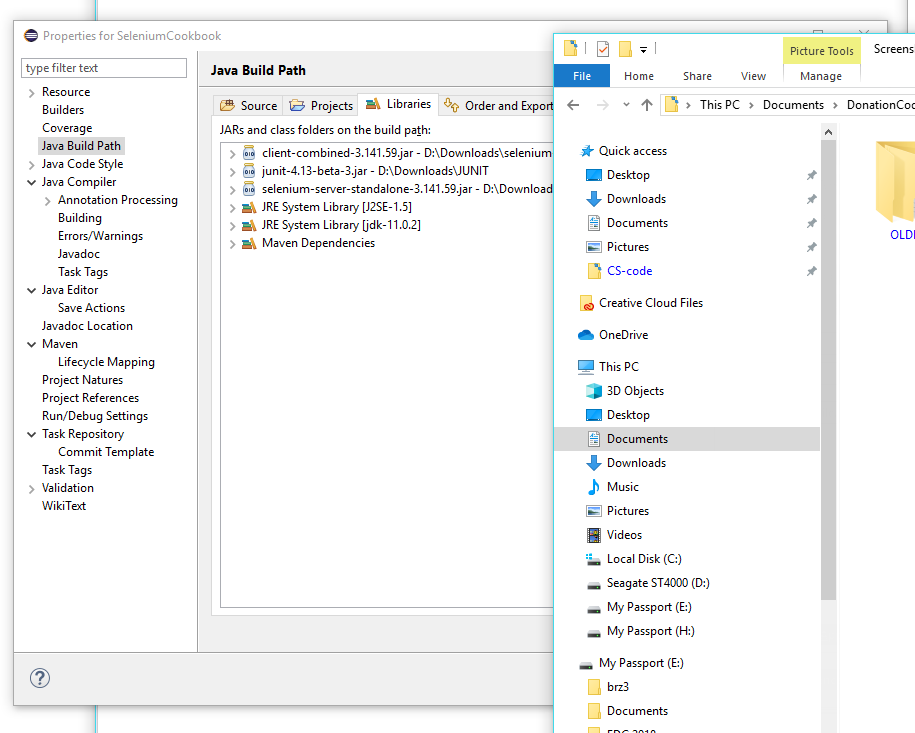 Properties for SeleniumCookbook
type filter text
Resource
Builders
Coverage
Java Build Path
Java Code Style
Java Compiler
Annotation Processing
Building
Errors/Warnings
Javadoc
Task Tags
Java Editor
Save Actions
Javadoc Location
Maven
Lifecycle Mapping
Project Natures
Project References
Run/Debug Settings
Task Repository
Commit Template
Task Tags
Validation
WikiText
Java Build Path
Source Projects Libraries Order and Export
JARs and class folders on the build path:
client-combined-3.141.59.jar - D:\Downloads\selenium
junit-4.13-beta-3.jar - D:\Downloads\JUNIT
selenium-server-standalone-3.141.59.jar - D:\Download
JRE System Library [J2SE-1.5]
JRE System Library [jdk-11.0.2]
Maven Dependencies
Picture Tools Screens
File Home Share View Manage
This PC Documents DonationCoo
Quick access
Desktop
Downloads
Documents
Pictures
CS-code
Creative Cloud Files
OneDrive
This PC
3D Objects
Desktop
Documents
Downloads
Music
Pictures
Videos
Local Disk (C:)
Seagate ST4000 (D:)
My Passport (E:)
My Passport (H:)
My Passport (E:)
brz3
Documents